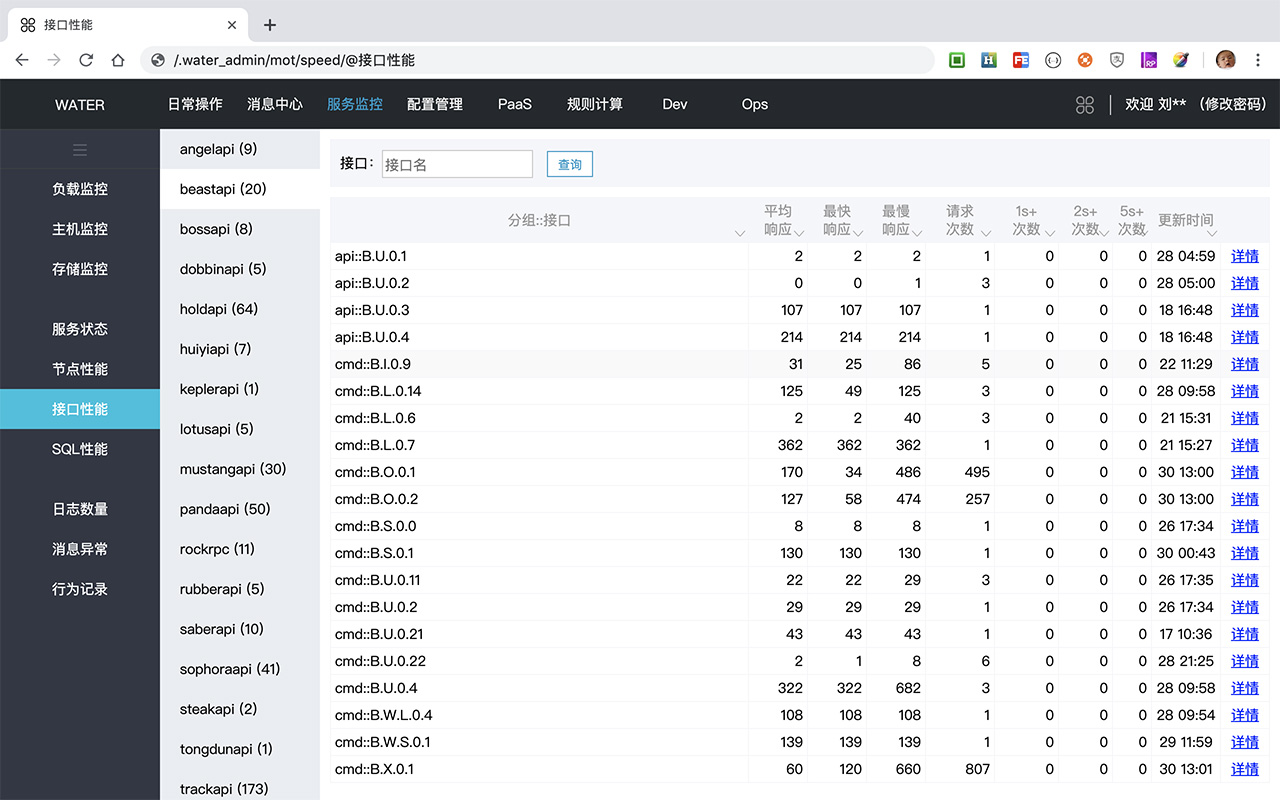 接口性能
/.water_admin/mot/speed/@接口性能
WATER 日常操作 消息中心 服务监控 配置管理 PaaS 规则计算 Dev Ops 欢迎 刘** (修改密码)
负载监控
主机监控
存储监控
服务状态
节点性能
接口性能
SQL性能
日志数量
消息异常
行为记录
angelapi (9)
beastapi (20)
bossapi (8)
dobbinapi (5)
holdapi (64)
huiyiapi (7)
keplerapi (1)
lotusapi (5)
mustangapi (30)
pandaapi (50)
rockrpc (11)
rubberapi (5)
saberapi (10)
sophoraapi (41)
steakapi (2)
tongdunapi (1)
trackapi (173)
接口： 接口名 查询
分组::接口 平均响应 最快响应 最慢响应 请求次数 1s+次数 2s+次数 5s+次数 更新时间
api::B.U.0.1 2 2 2 1 0 0 0 28 04:59 详情
api::B.U.0.2 0 0 1 3 0 0 0 28 05:00 详情
api::B.U.0.3 107 107 107 1 0 0 0 18 16:48 详情
api::B.U.0.4 214 214 214 1 0 0 0 18 16:48 详情
cmd::B.I.0.9 31 25 86 5 0 0 0 22 11:29 详情
cmd::B.L.0.14 125 49 125 3 0 0 0 28 09:58 详情
cmd::B.L.0.6 2 2 40 3 0 0 0 21 15:31 详情
cmd::B.L.0.7 362 362 362 1 0 0 0 21 15:27 详情
cmd::B.O.0.1 170 34 486 495 0 0 0 30 13:00 详情
cmd::B.O.0.2 127 58 474 257 0 0 0 30 13:00 详情
cmd::B.S.0.0 8 8 8 1 0 0 0 26 17:34 详情
cmd::B.S.0.1 130 130 130 1 0 0 0 30 00:43 详情
cmd::B.U.0.11 22 22 29 3 0 0 0 26 17:35 详情
cmd::B.U.0.2 29 29 29 1 0 0 0 26 17:34 详情
cmd::B.U.0.21 43 43 43 1 0 0 0 17 10:36 详情
cmd::B.U.0.22 2 1 8 6 0 0 0 28 21:25 详情
cmd::B.U.0.4 322 322 682 3 0 0 0 28 09:58 详情
cmd::B.W.L.0.4 108 108 108 1 0 0 0 28 09:54 详情
cmd::B.W.S.0.1 139 139 139 1 0 0 0 29 11:59 详情
cmd::B.X.0.1 60 120 660 807 0 0 0 30 13:01 详情